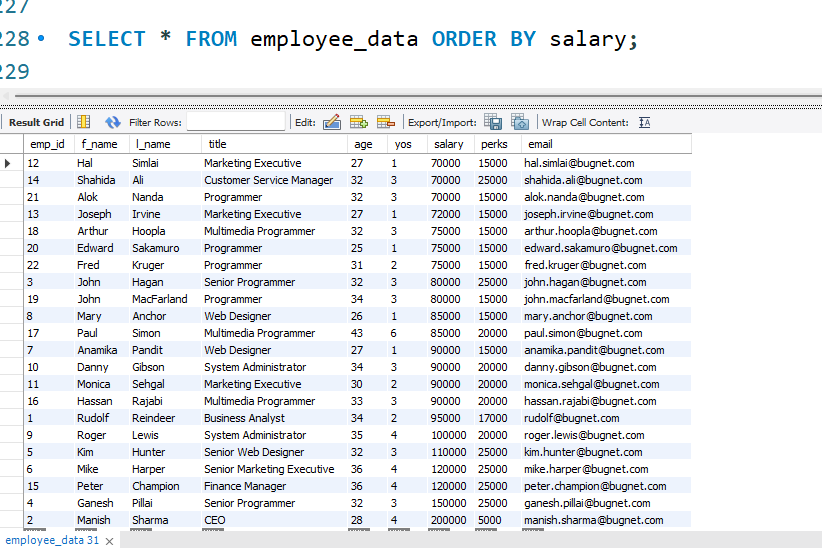 227
228 SELECT * FROM employee_data ORDER BY salary;
229
Result Grid Filter Rows: Edit: Export/Import: Wrap Cell Content: IA
emp_id f_name l_name title age yos salary perks email
12 Hal Simlai Marketing Executive 27 1 70000 15000 hal.simlai@bugnet.com
14 Shahida Ali Customer Service Manager 32 3 70000 25000 shahida.ali@bugnet.com
21 Alok Nanda Programmer 32 3 70000 15000 alok.nanda@bugnet.com
13 Joseph Irvine Marketing Executive 27 1 72000 15000 joseph.irvine@bugnet.com
18 Arthur Hoopla Multimedia Programmer 32 3 75000 15000 arthur.hoopla@bugnet.com
20 Edward Sakamuro Programmer 25 1 75000 15000 edward.sakamuro@bugnet.com
22 Fred Kruger Programmer 31 2 75000 15000 fred.kruger@bugnet.com
3 John Hagan Senior Programmer 32 3 80000 25000 john.hagan@bugnet.com
19 John MacFarland Programmer 34 3 80000 15000 john.macfarland@bugnet.com
8 Mary Anchor Web Designer 26 1 85000 15000 mary.anchor@bugnet.com
17 Paul Simon Multimedia Programmer 43 6 85000 20000 paul.simon@bugnet.com
7 Anamika Pandit Web Designer 27 1 90000 15000 anamika.pandit@bugnet.com
10 Danny Gibson System Administrator 34 3 90000 20000 danny.gibson@bugnet.com
11 Monica Sehgal Marketing Executive 30 2 90000 20000 monica.sehgal@bugnet.com
16 Hassan Rajabi Multimedia Programmer 33 3 90000 20000 hassan.rajabi@bugnet.com
1 Rudolf Reindeer Business Analyst 34 2 95000 17000 rudolf@bugnet.com
9 Roger Lewis System Administrator 35 4 100000 20000 roger.lewis@bugnet.com
5 Kim Hunter Senior Web Designer 32 3 110000 25000 kim.hunter@bugnet.com
6 Mike Harper Senior Marketing Executive 36 4 120000 25000 mike.harper@bugnet.com
15 Peter Champion Finance Manager 36 4 120000 25000 peter.champion@bugnet.com
4 Ganesh Pillai Senior Programmer 32 3 150000 25000 ganesh.pillai@bugnet.com
2 Manish Sharma CEO 28 4 200000 5000 manish.sharma@bugnet.com
employee_data 31